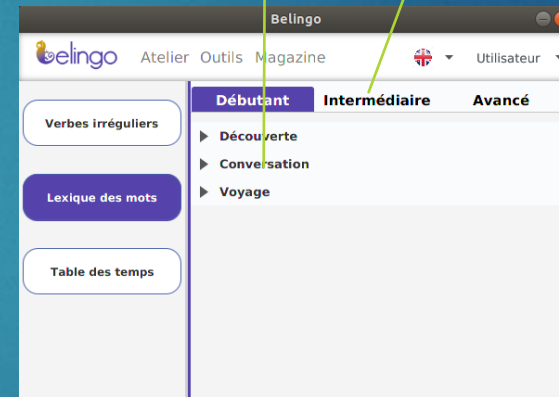 Belingo
belingo Atelier Outils Magazine Utilisateur
Débutant Intermédiaire Avancé
Verbes irréguliers
Lexique des mots
Table des temps
Découverte
Conversation
Voyage